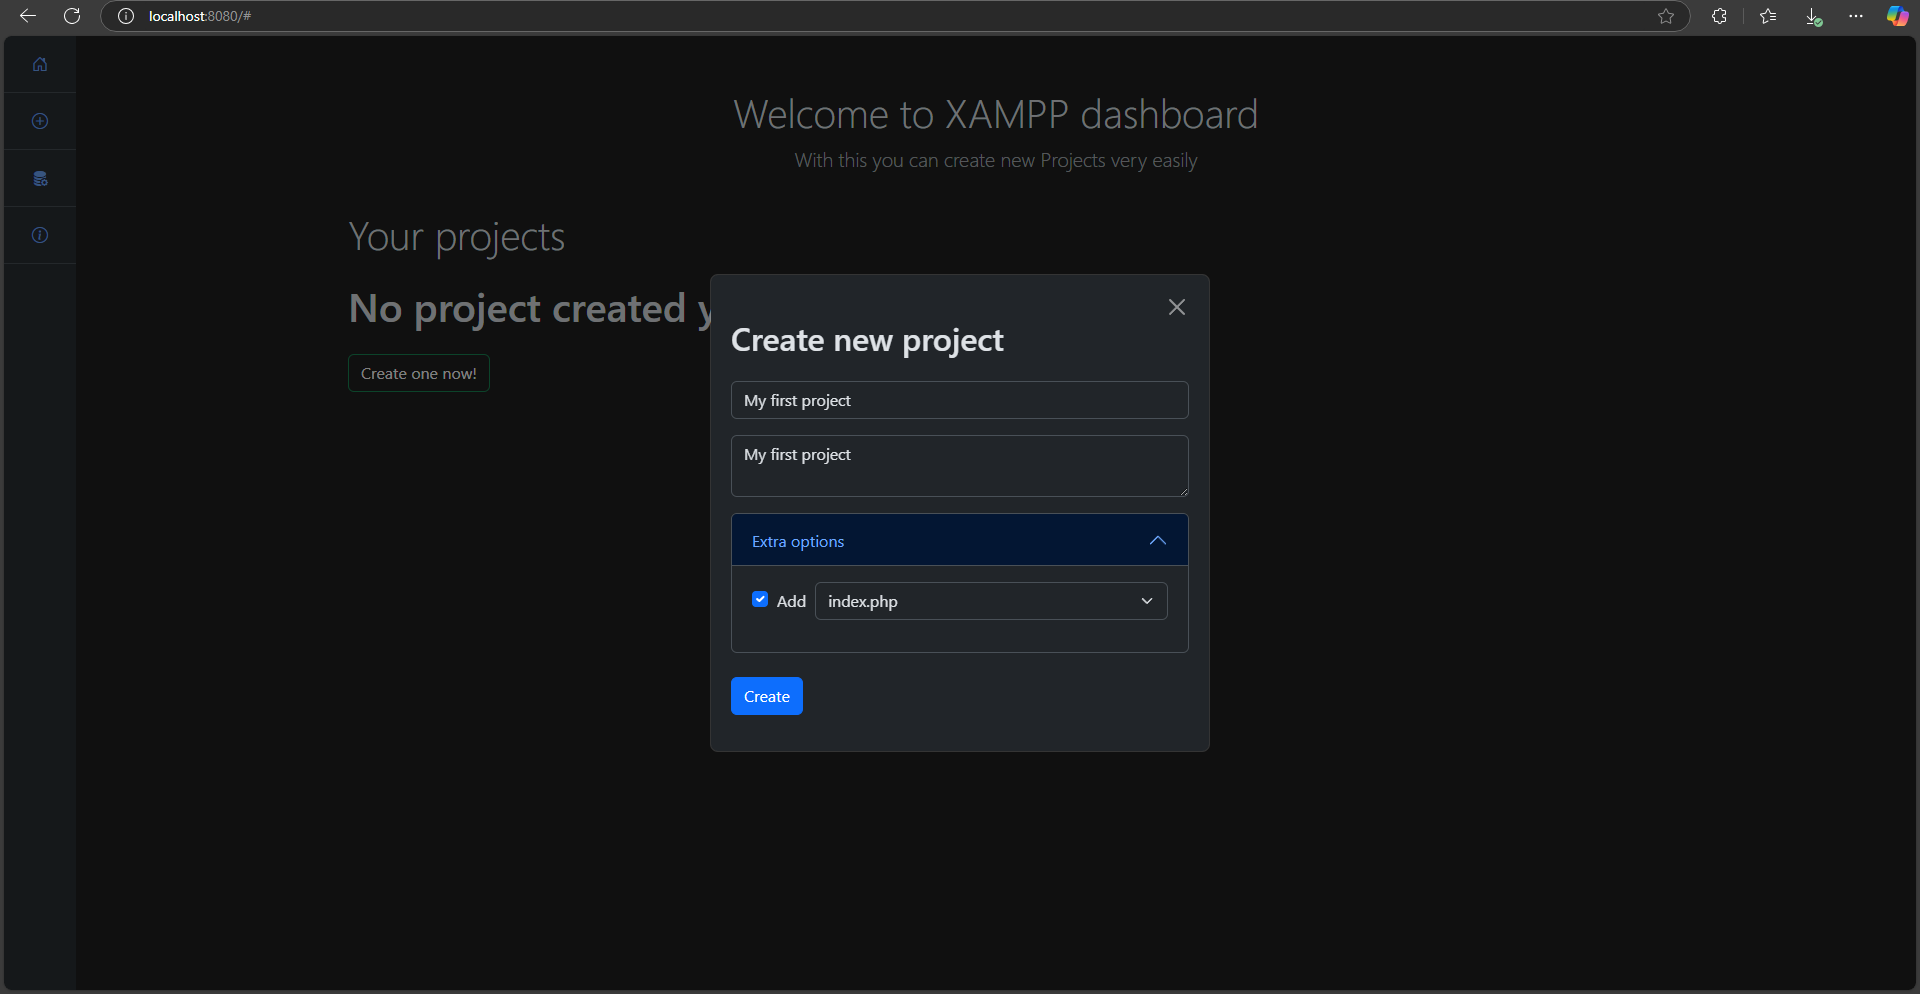 localhost:8080/#
Welcome to XAMPP dashboard
With this you can create new Projects very easily
Your projects
No project created y
Create one now!
Create new project
My first project
My first project
Extra options
Add index.php
Create